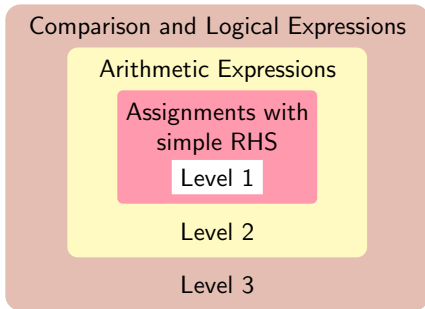 Comparison and Logical Expressions
Arithmetic Expressions
Assignments with
simple RHS
Level 1
Level 2
Level 3